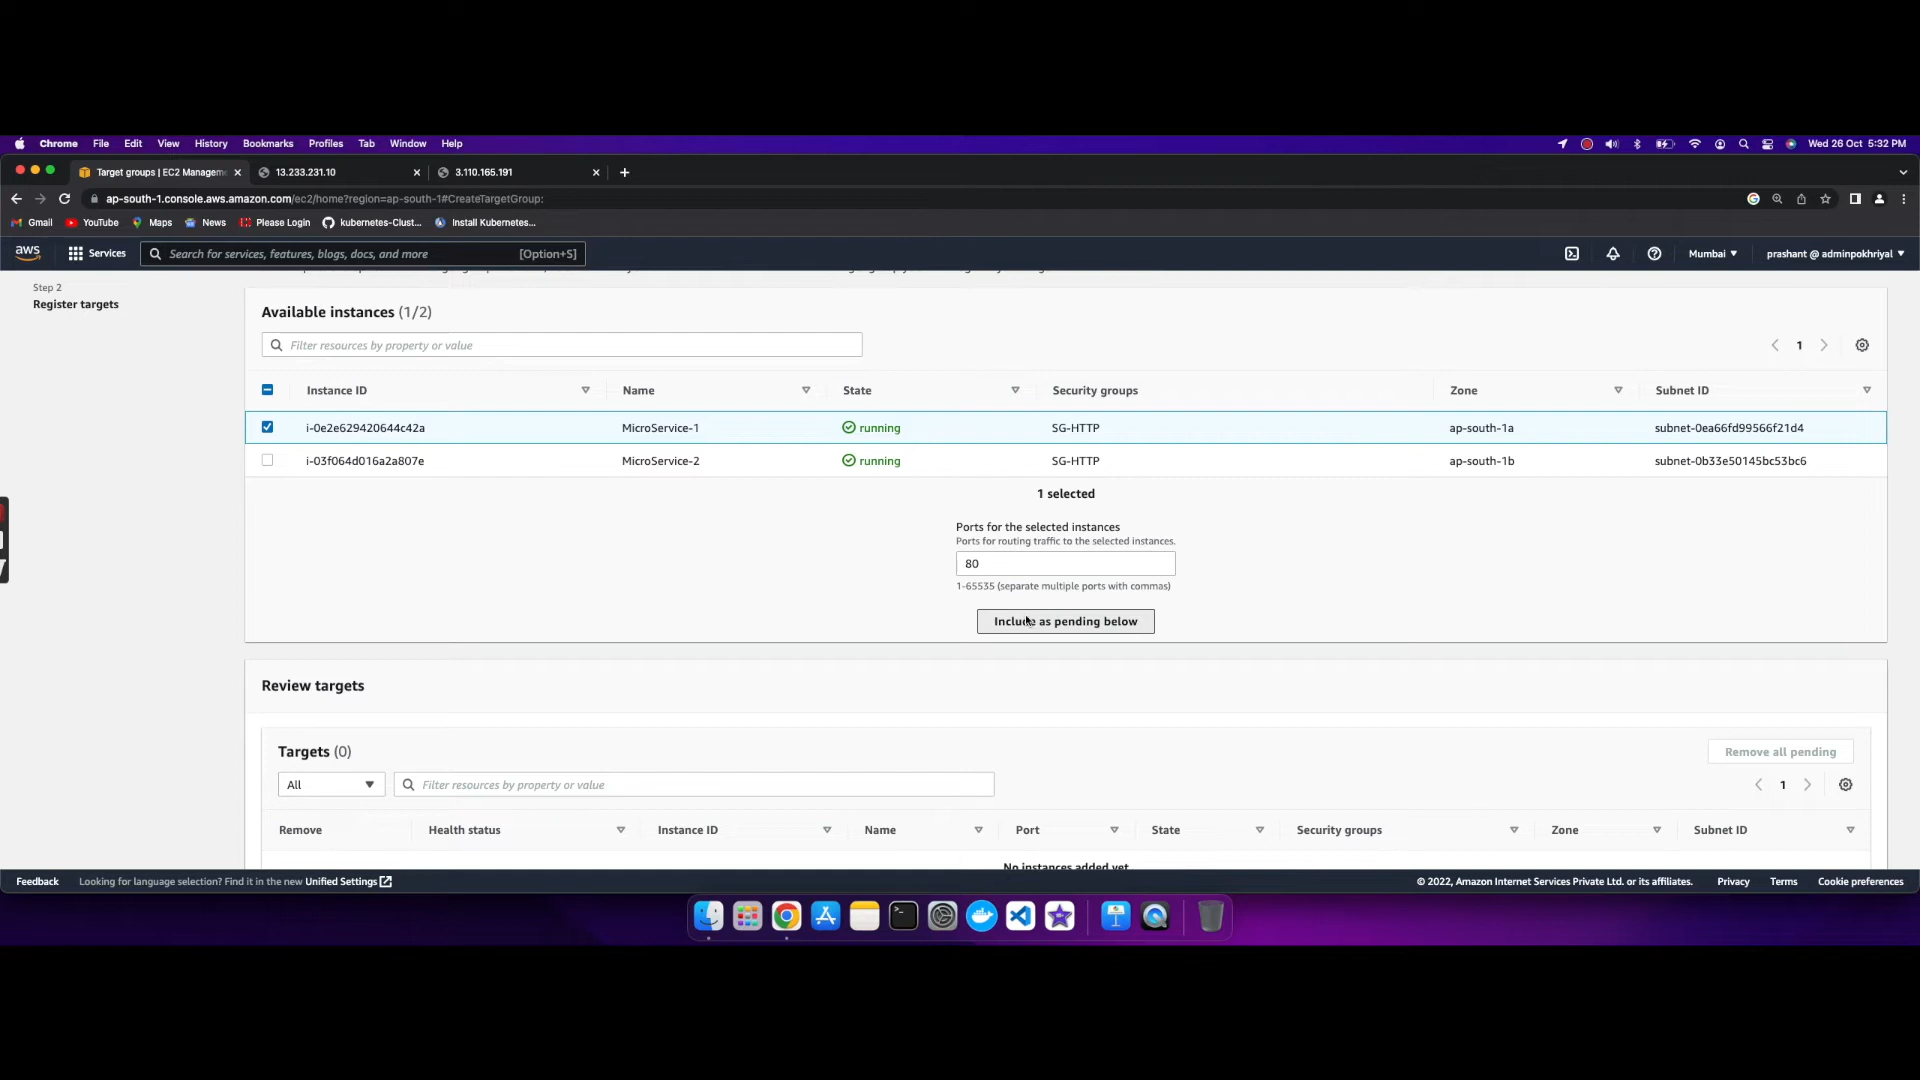 Chrome File Edit View History Bookmarks Profiles Tab Window Help Wed 26 Oct 5:32 PM
Target groups | EC2 Managem 13.233.231.10 3.110.165.191
ap-south-1.console.aws.amazon.com/ec2/home?region=ap-south-1#CreateTargetGroup:
Gmail YouTube Maps News Please Login kubernetes-Clust... Install Kubernetes...
aws Services Search for services, features, blogs, docs, and more [Option+S] Mumbai prashant @ adminpokhriyal
Step 2
Register targets
Available instances (1/2)
Filter resources by property or value
1
Instance ID Name State Security groups Zone Subnet ID
i-0e2e629420644c42a MicroService-1 running SG-HTTP ap-south-1a subnet-0ea66fd99566f21d4
i-03f064d016a2a807e MicroService-2 running SG-HTTP ap-south-1b subnet-0b33e50145bc53bc6
1 selected
Ports for the selected instances
Ports for routing traffic to the selected instances.
80
1-65535 (separate multiple ports with commas)
Include as pending below
Review targets
Targets (0)
Remove all pending
All Filter resources by property or value
1
Remove Health status Instance ID Name Port State Security groups Zone Subnet ID
No instances added yet
Feedback Looking for language selection? Find it in the new Unified Settings © 2022, Amazon Internet Services Private Ltd. or its affiliates. Privacy Terms Cookie preferences